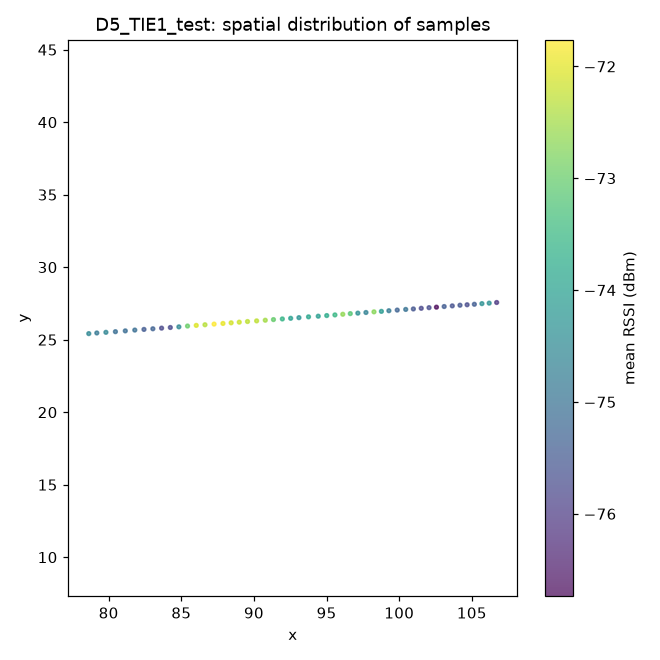 D5_TIE1_test: spatial distribution of samples
45
40
35
30
25
20
15
10
y
80 85 90 95 100 105
x
−72
−73
−74
−75
−76
mean RSSI (dBm)